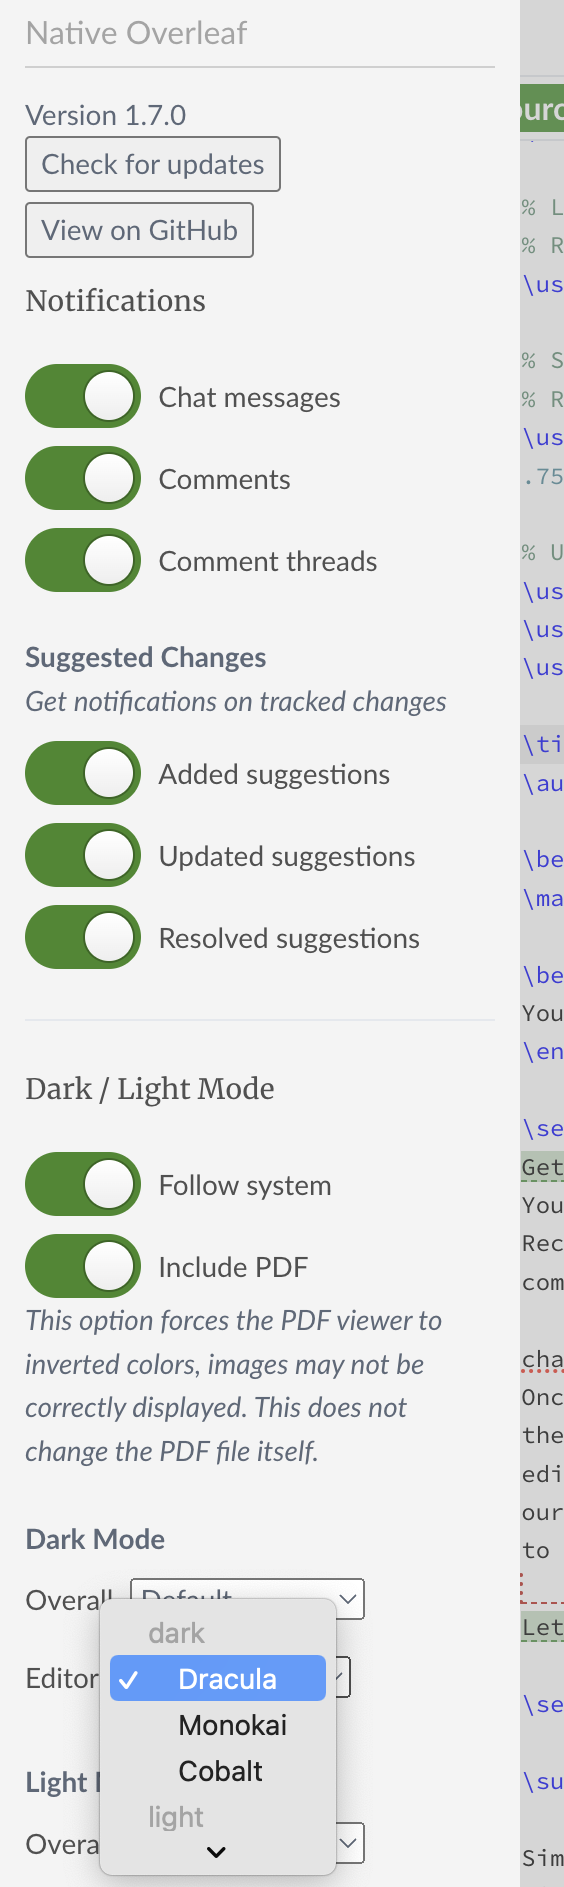 Native Overleaf
Version 1.7.0
Check for updates
View on GitHub
Notifications
Chat messages
Comments
Comment threads
Suggested Changes
Get notifications on tracked changes
Added suggestions
Updated suggestions
Resolved suggestions
Dark / Light Mode
Follow system
Include PDF
This option forces the PDF viewer to
inverted colors, images may not be
correctly displayed. This does not
change the PDF file itself.
Dark Mode
Overall Default
dark
Editor Dracula
Monokai
Cobalt
Light
light
Overa
% L
% R
\us
% S
% R
\us
.75
% U
\us
\us
\us
\ti
\au
\be
\ma
\be
You
\en
\se
Get
You
Rec
com
cha
Onc
the
edi
our
to
Let
\se
\su
Sim